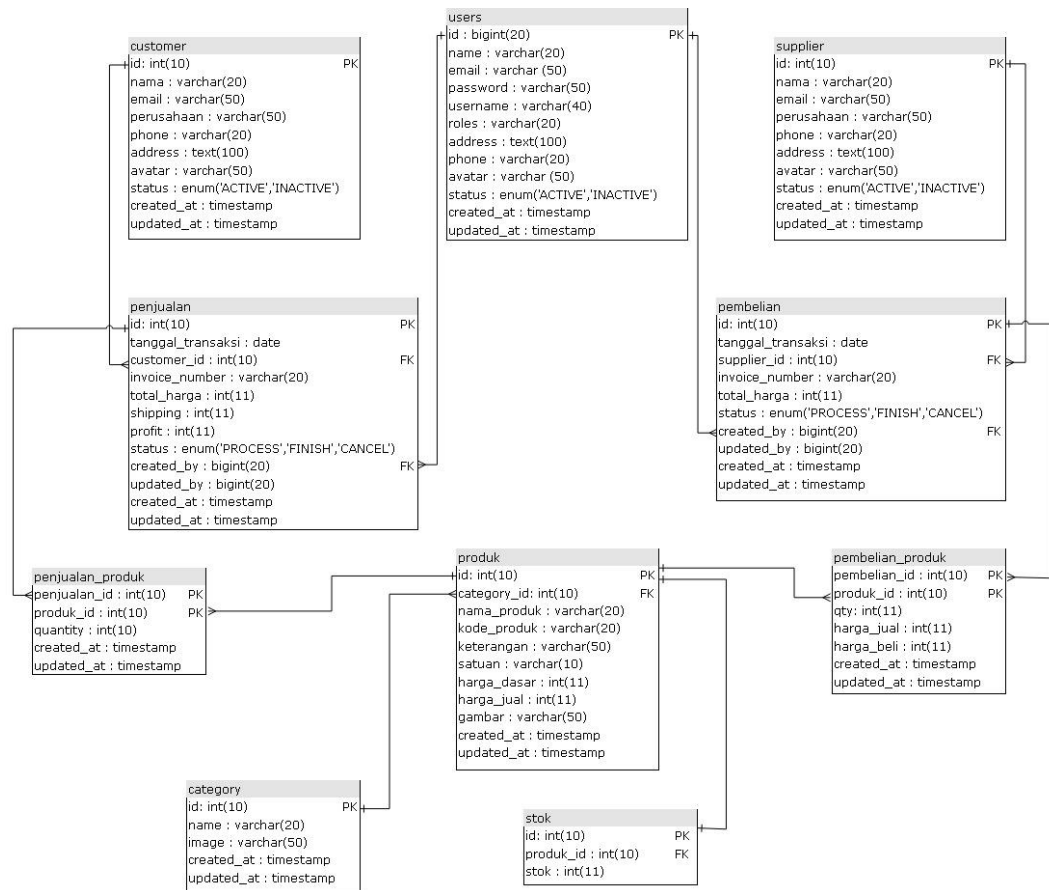 customer
id: int(10) PK
nama : varchar(20)
email : varchar(50)
perusahaan : varchar(50)
phone : varchar(20)
address : text(100)
avatar : varchar(50)
status : enum('ACTIVE','INACTIVE')
created_at : timestamp
updated_at : timestamp
users
id : bigint(20) PK
name : varchar(20)
email : varchar (50)
password : varchar(50)
username : varchar(40)
roles : varchar(20)
address : text(100)
phone : varchar(20)
avatar : varchar (50)
status : enum('ACTIVE','INACTIVE')
created_at : timestamp
updated_at : timestamp
supplier
id: int(10) PK
nama : varchar(20)
email : varchar(50)
perusahaan : varchar(50)
phone : varchar(20)
address : text(100)
avatar : varchar(50)
status : enum('ACTIVE','INACTIVE')
created_at : timestamp
updated_at : timestamp
penjualan
id: int(10) PK
tanggal_transaksi : date
customer_id : int(10) FK
invoice_number : varchar(20)
total_harga : int(11)
shipping : int(11)
profit : int(11)
status : enum('PROCESS','FINISH','CANCEL')
created_by : bigint(20) FK
updated_by : bigint(20)
created_at : timestamp
updated_at : timestamp
pembelian
id: int(10) PK
tanggal_transaksi : date
supplier_id : int(10) FK
invoice_number : varchar(20)
total_harga : int(11)
status : enum('PROCESS','FINISH','CANCEL')
created_by : bigint(20) FK
updated_by : bigint(20)
created_at : timestamp
updated_at : timestamp
penjualan_produk
penjualan_id : int(10) PK
produk_id : int(10) PK
quantity : int(10)
created_at : timestamp
updated_at : timestamp
produk
id: int(10) PK
category_id: int(10) FK
nama_produk : varchar(20)
kode_produk : varchar(20)
keterangan : varchar(50)
satuan : varchar(10)
harga_dasar : int(11)
harga_jual : int(11)
gambar : varchar(50)
created_at : timestamp
updated_at : timestamp
pembelian_produk
pembelian_id : int(10) PK
produk_id : int(10) PK
qty: int(11)
harga_jual : int(11)
harga_beli : int(11)
created_at : timestamp
updated_at : timestamp
category
id: int(10) PK
name : varchar(20)
image : varchar(50)
created_at : timestamp
updated_at : timestamp
stok
id: int(10) PK
produk_id : int(10) FK
stok : int(11)